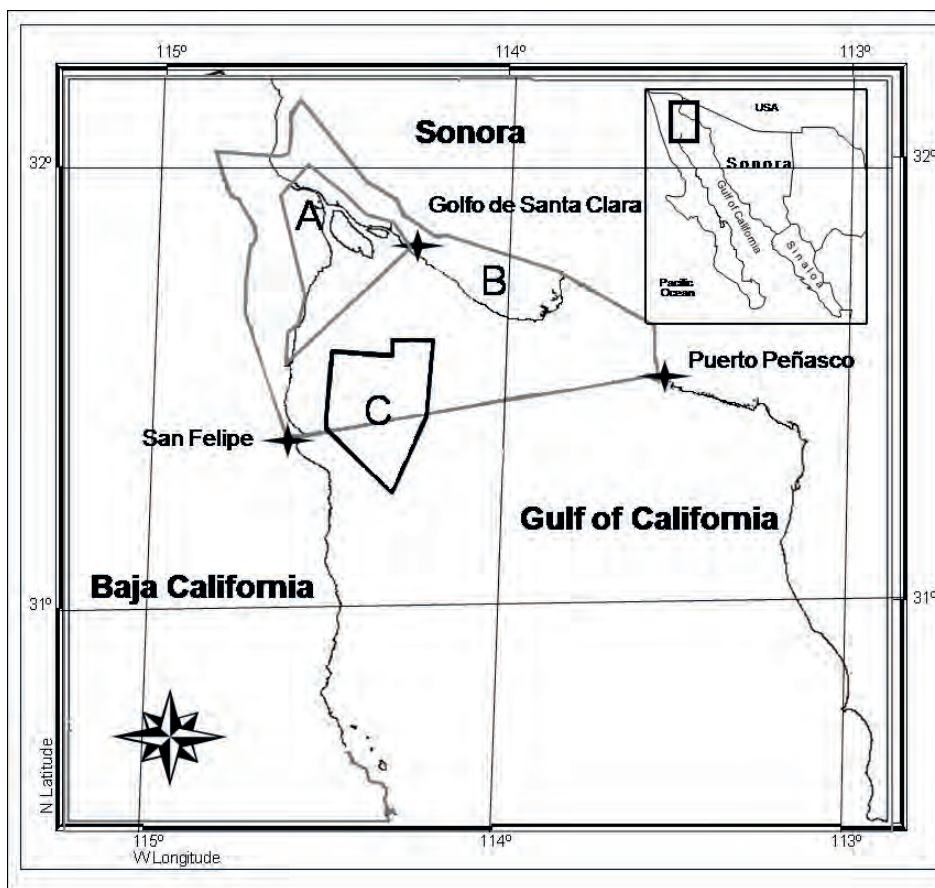 115º 114º 113º
USA
Sonora
Gulf of California
Sinaloa
Pacific
Ocean
Sonora
32º 32º
Golfo de Santa Clara
A
B
Puerto Peñasco
C
San Felipe
Gulf of California
Baja California
31º 31º
N Latitude
115º 114º 113º
W Longitude